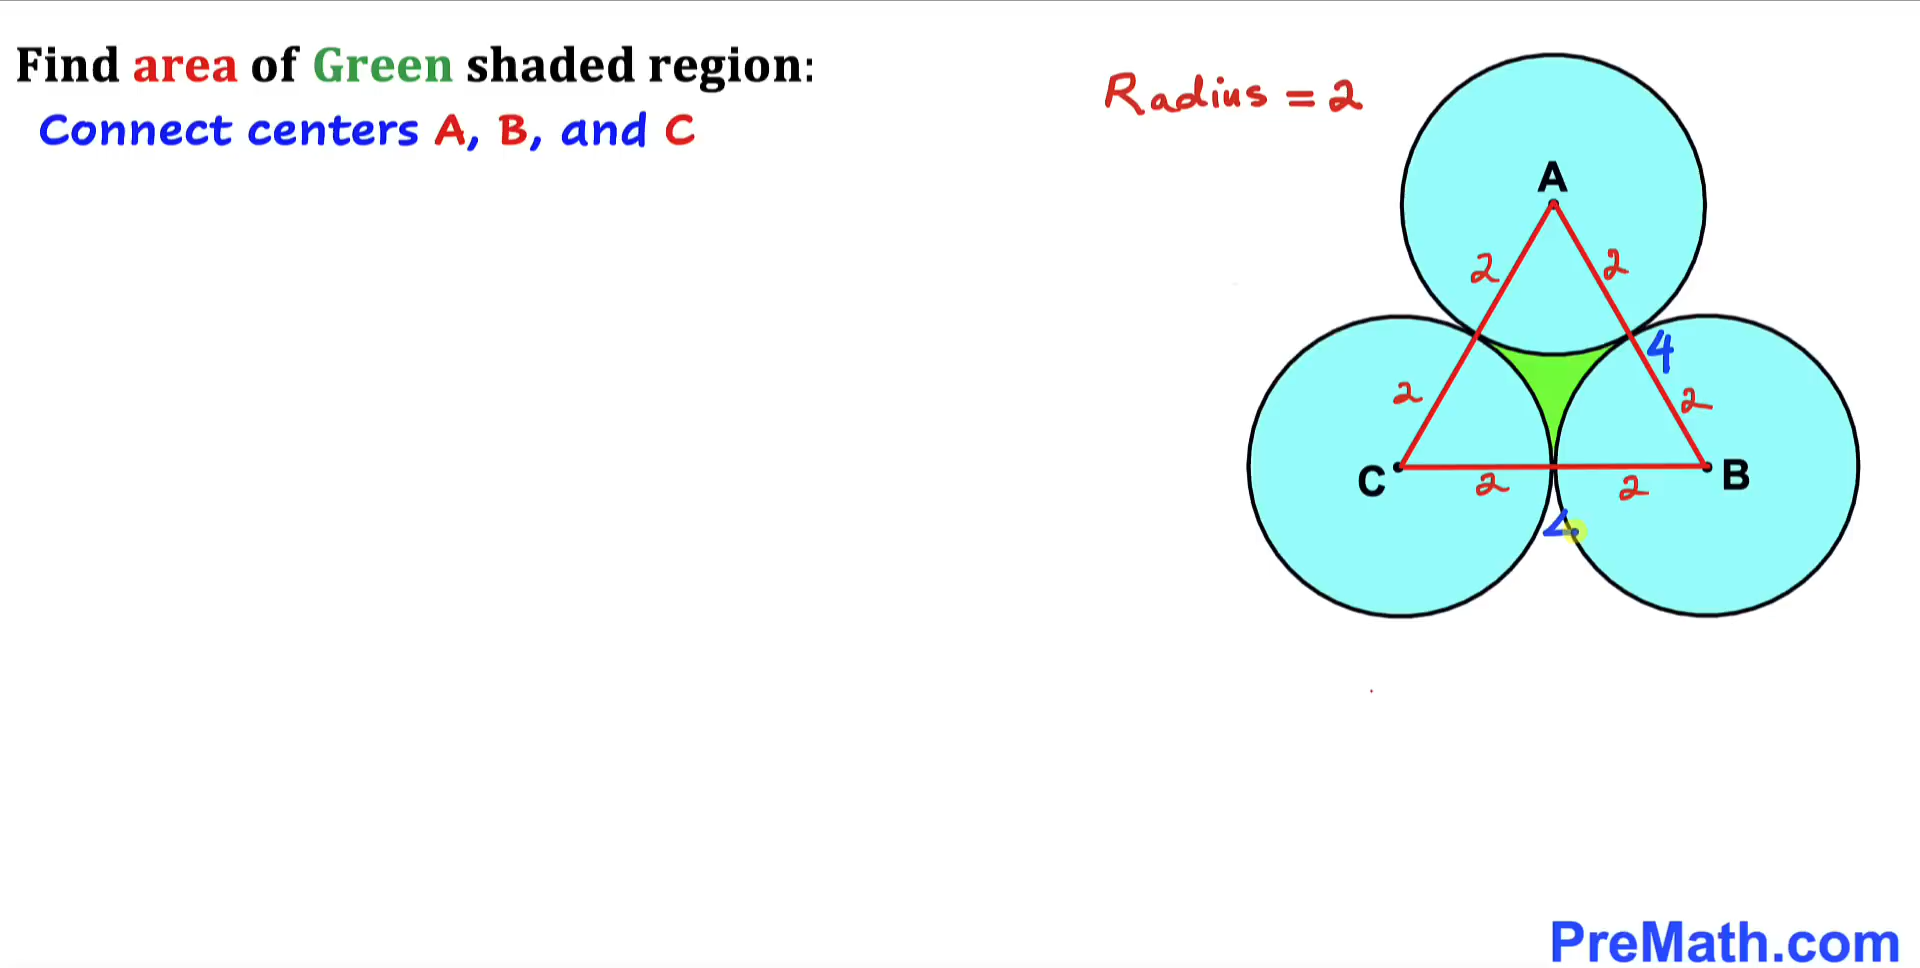 Find area of Green shaded region:
Connect centers A, B, and C
Radius = 2
A
2
2
4
2
2
C
B
2
2
PreMath.com